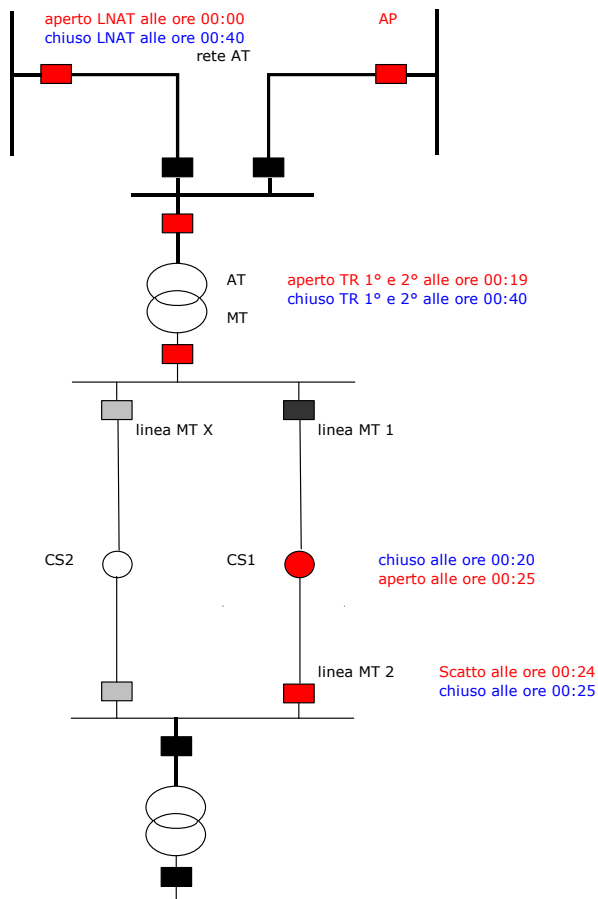 aperto LNAT alle ore 00:00
AP
chiuso LNAT alle ore 00:40
rete AT
AT
aperto TR 1° e 2° alle ore 00:19
chiuso TR 1° e 2° alle ore 00:40
MT
linea MT X
linea MT 1
CS2
CS1
chiuso alle ore 00:20
aperto alle ore 00:25
linea MT 2
Scatto alle ore 00:24
chiuso alle ore 00:25